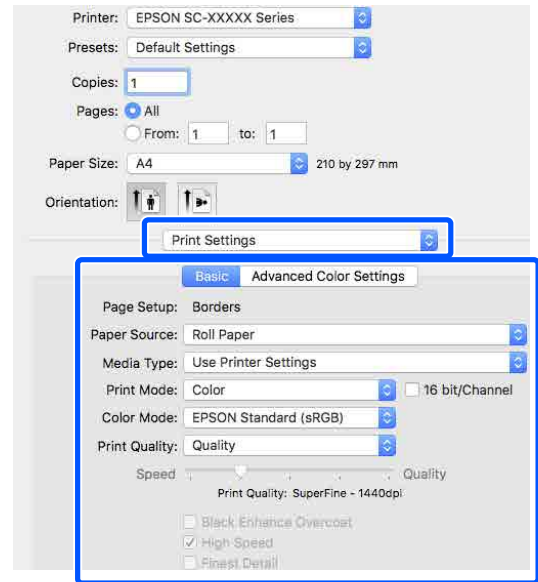 Printer: EPSON SC-XXXXX Series
Presets: Default Settings
Copies: 1
Pages: All
From: 1 to: 1
Paper Size: A4 210 by 297 mm
Orientation:
Print Settings
Basic Advanced Color Settings
Page Setup: Borders
Paper Source: Roll Paper
Media Type: Use Printer Settings
Print Mode: Color 16 bit/Channel
Color Mode: EPSON Standard (sRGB)
Print Quality: Quality
Speed Quality
Print Quality: SuperFine - 1440dpi
Black Enhance Overcoat
High Speed
Finest Detail